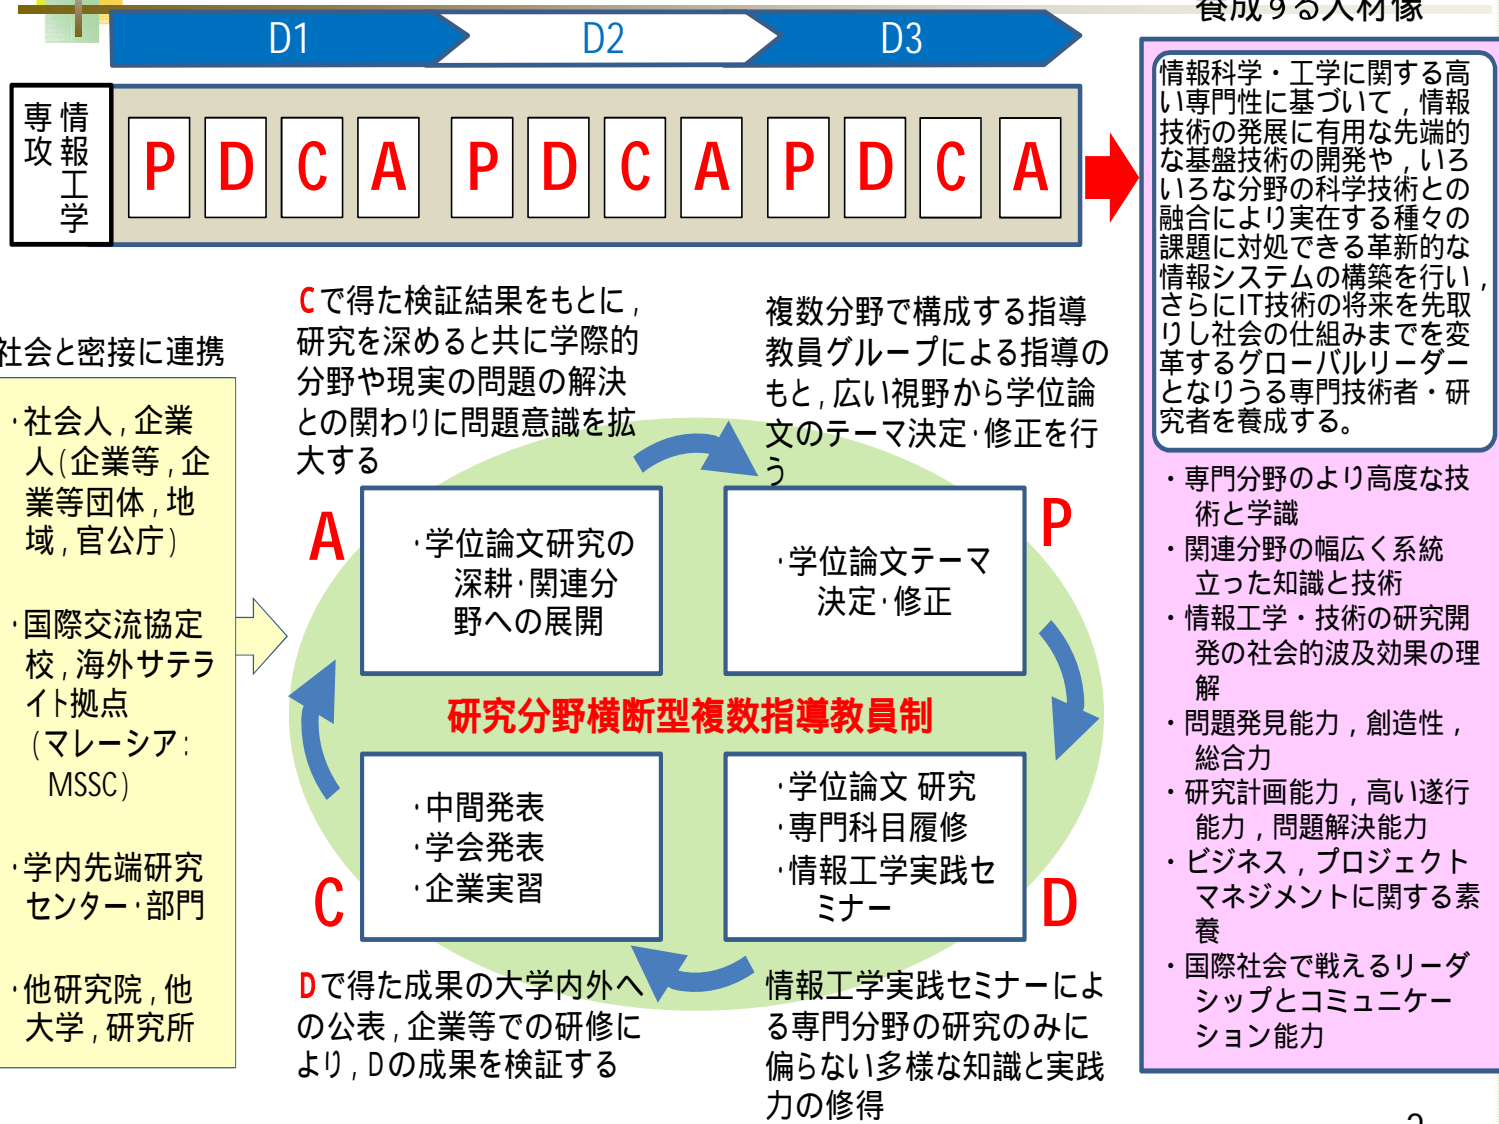 養成する人材像
D1
D2
D3
情報工学
専攻
P D C A P D C A P D C A
情報科学・工学に関する高
い専門性に基づいて，情報
技術の発展に有用な先端的
な基盤技術の開発や，いろ
いろな分野の科学技術との
融合により実在する種々の
課題に対処できる革新的な
情報システムの構築を行い，
さらにIT技術の将来を先取
りし社会の仕組みまでを変
革するグローバルリーダー
となりうる専門技術者・研
究者を養成する。
・専門分野のより高度な技
術と学識
・関連分野の幅広く系統
立った知識と技術
・情報工学・技術の研究開
発の社会的波及効果の理
解
・問題発見能力，創造性，
総合力
・研究計画能力，高い遂行
能力，問題解決能力
・ビジネス，プロジェクト
マネジメントに関する素
養
・国際社会で戦えるリーダ
シップとコミュニケー
ション能力
社会と密接に連携
・社会人，企業
人(企業等，企
業等団体，地
域，官公庁)
・国際交流協定
校，海外サテラ
イト拠点
(マレーシア：
MSSC)
・学内先端研究
センター・部門
・他研究院，他
大学，研究所
Cで得た検証結果をもとに，
研究を深めると共に学際的
分野や現実の問題の解決
との関わりに問題意識を拡
大する
複数分野で構成する指導
教員グループによる指導の
もと，広い視野から学位論
文のテーマ決定・修正を行
う
A
・学位論文研究の
深耕・関連分
野への展開
P
・学位論文テーマ
決定・修正
研究分野横断型複数指導教員制
C
・中間発表
・学会発表
・企業実習
D
・学位論文 研究
・専門科目履修
・情報工学実践セ
ミナー
Dで得た成果の大学内外へ
の公表，企業等での研修に
より，Dの成果を検証する
情報工学実践セミナーによ
る専門分野の研究のみに
偏らない多様な知識と実践
力の修得